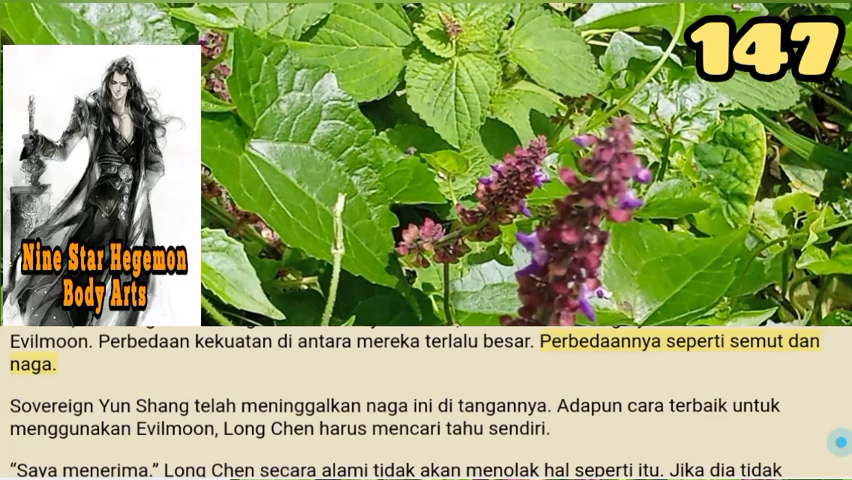 147
Nine Star Hegemon
Body Arts
Evilmoon. Perbedaan kekuatan di antara mereka terlalu besar. Perbedaannya seperti semut dan
naga.
Sovereign Yun Shang telah meninggalkan naga ini di tangannya. Adapun cara terbaik untuk
menggunakan Evilmoon, Long Chen harus mencari tahu sendiri.
“Saya menerima.” Long Chen secara alami tidak akan menolak hal seperti itu. Jika dia tidak